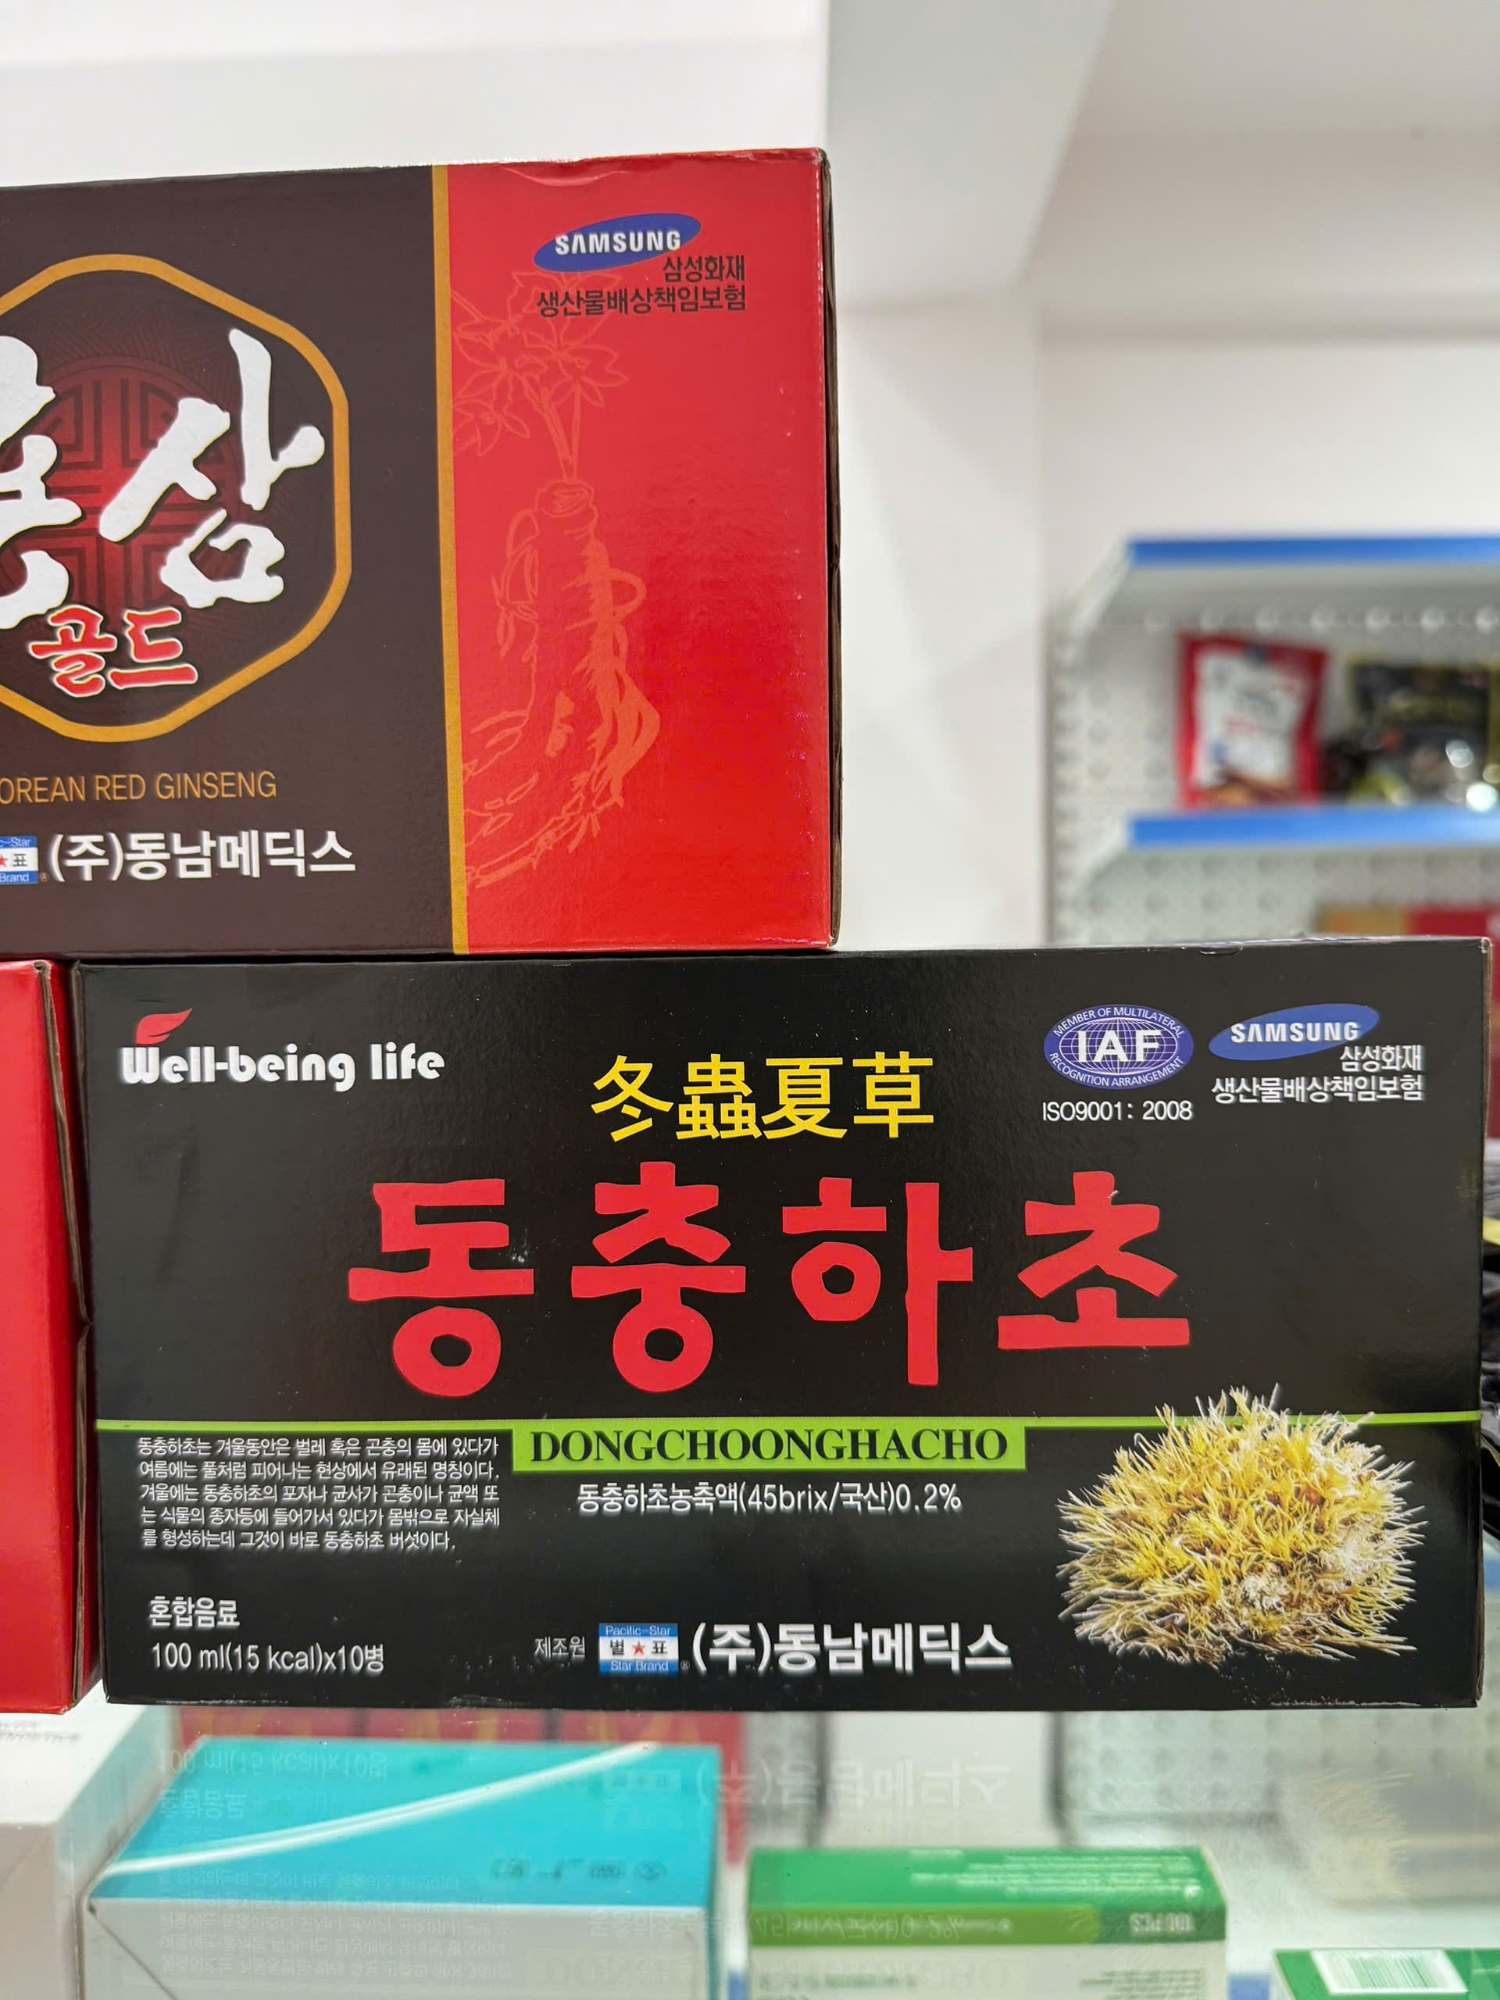 SAMSUNG
삼성화재
생산물배상책임보험
삼
골드
OREAN RED GINSENG
표
Brand
(주)동남메딕스
Well-being life
冬蟲夏草
MEMBER OF MULTILATERAL
IAF
RECOGNITION ARRANGEMENT
ISO9001: 2008
SAMSUNG
삼성화재
생산물배상책임보험
동충하초
DONGCHOONGHACHO
동충하초농축액(45brix/국산)0.2%
동충하초는 겨울동안은 벌레 혹은 곤충의 몸에 있다가
여름에는 풀처럼 피어나는 현상에서 유래된 명칭이다.
겨울에는 동충하초의 포자나 균사가 곤충이나 균액 또
는 식물의 종자등에 들어가서 있다가 몸밖으로 자실체
를 형성하는데 그것이 바로 동충하초 버섯이다.
혼합음료
100 ml(15 kcal)x10병
제조원
Pacific-Star
별★표
Star Brand
(주)동남메딕스